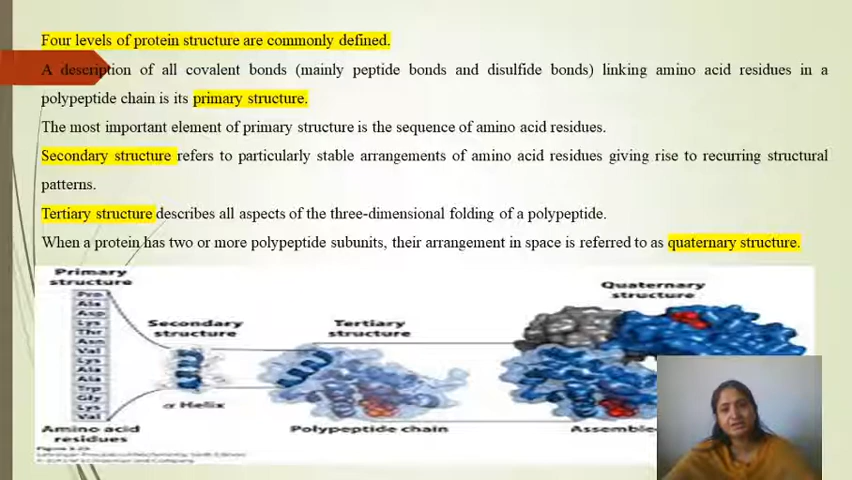 Four levels of protein structure are commonly defined.
A description of all covalent bonds (mainly peptide bonds and disulfide bonds) linking amino acid residues in a
polypeptide chain is its primary structure.
The most important element of primary structure is the sequence of amino acid residues.
Secondary structure refers to particularly stable arrangements of amino acid residues giving rise to recurring structural
patterns.
Tertiary structure describes all aspects of the three-dimensional folding of a polypeptide.
When a protein has two or more polypeptide subunits, their arrangement in space is referred to as quaternary structure.
Primary
structure
Pro
Ala
Asp
Lys
Thr
Asn
Val
Lys
Ala
Ala
Trp
Gly
Lys
Val
Amino acid
residues
Secondary
structure
α Helix
Tertiary
structure
Polypeptide chain
Quaternary
structure
Assemble